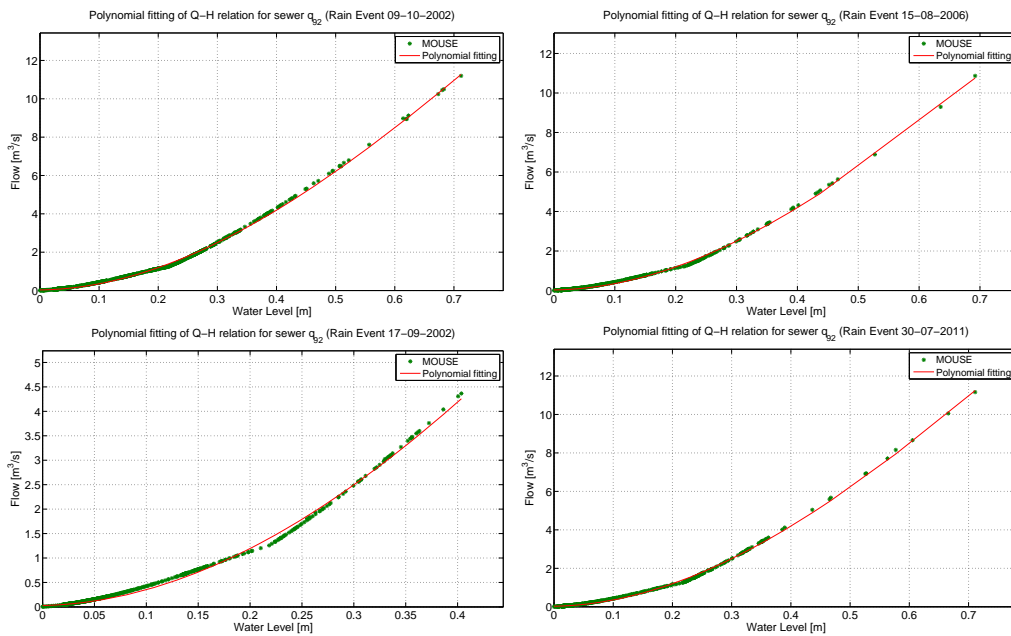 Polynomial fitting of Q−H relation for sewer q92 (Rain Event 09−10−2002)
MOUSE
Polynomial fitting
12
10
8
6
4
2
0
Flow [m3/s]
0 0.1 0.2 0.3 0.4 0.5 0.6 0.7
Water Level [m]
Polynomial fitting of Q−H relation for sewer q92 (Rain Event 15−08−2006)
MOUSE
Polynomial fitting
12
10
8
6
4
2
0
Flow [m3/s]
0 0.1 0.2 0.3 0.4 0.5 0.6 0.7
Water Level [m]
Polynomial fitting of Q−H relation for sewer q92 (Rain Event 17−09−2002)
MOUSE
Polynomial fitting
5
4.5
4
3.5
3
2.5
2
1.5
1
0.5
0
Flow [m3/s]
0 0.05 0.1 0.15 0.2 0.25 0.3 0.35 0.4
Water Level [m]
Polynomial fitting of Q−H relation for sewer q92 (Rain Event 30−07−2011)
MOUSE
Polynomial fitting
12
10
8
6
4
2
0
Flow [m3/s]
0 0.1 0.2 0.3 0.4 0.5 0.6 0.7
Water Level [m]